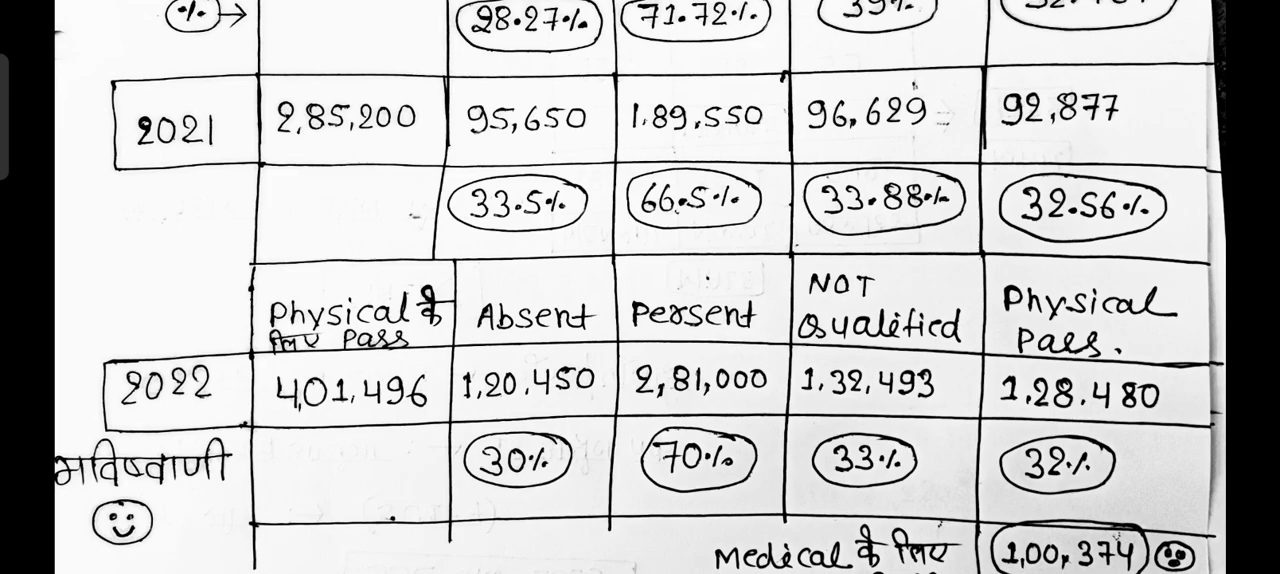 % → 28.27% 71.72% 39%
2021 2,85,200 95,650 1,89,550 96,629 92,877
33.5% 66.5% 33.88% 32.56%
Physical के लिए Pass Absent Persent NOT Qualified Physical Pass.
2022 4,01,496 1,20,450 2,81,000 1,32,493 1,28,480
भविष्यवाणी 30% 70% 33% 32%
Medical के लिए 1,00,374